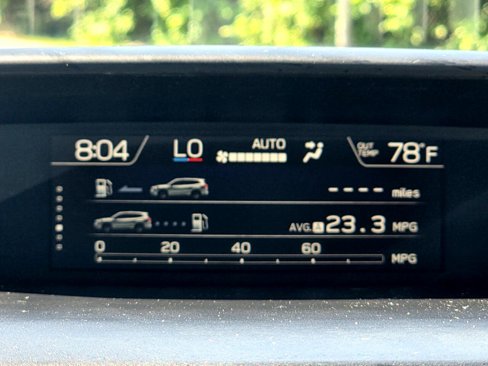 8:04 LO AUTO OUT TEMP 78°F
---- miles
AVG. A 23.3 MPG
0 20 40 60
MPG